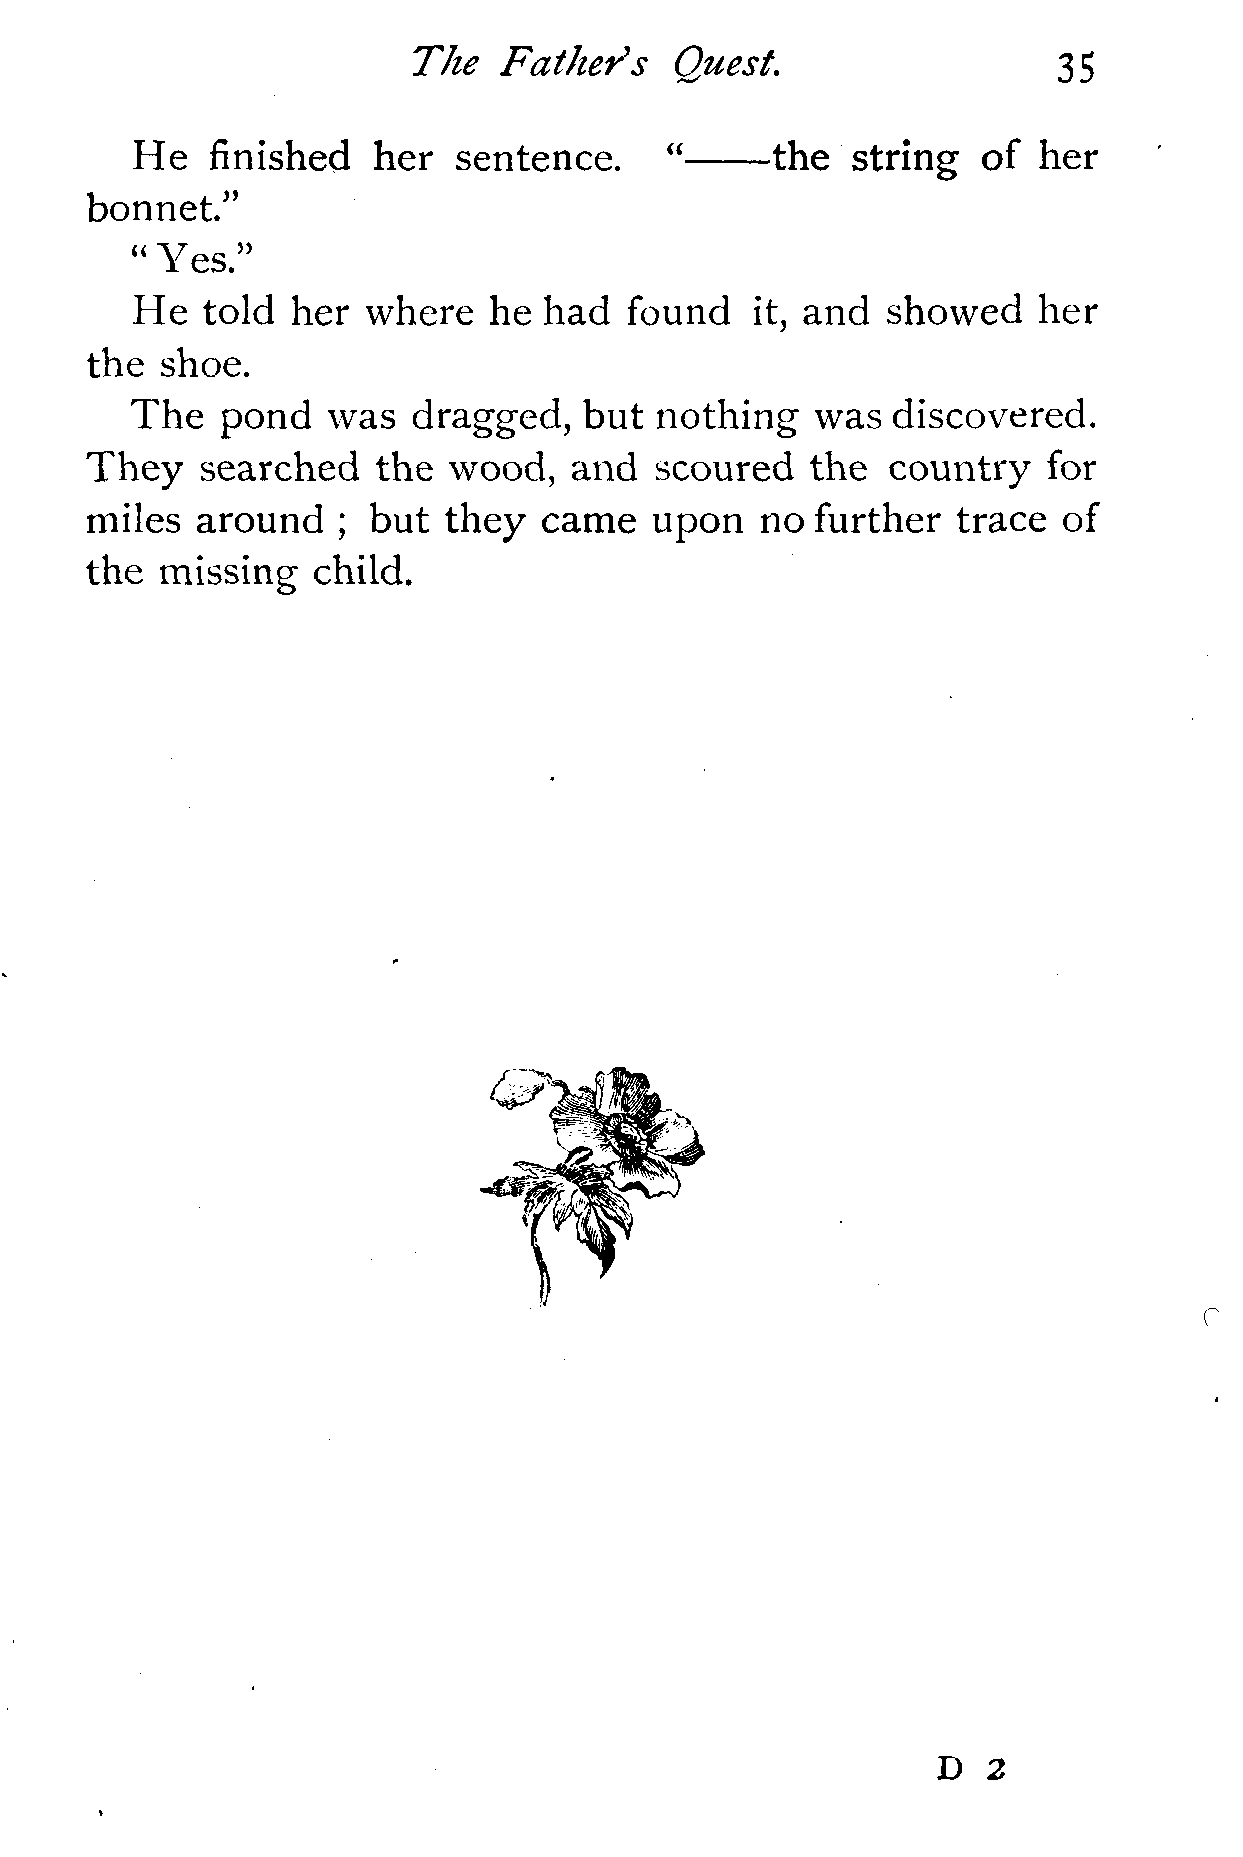 The Father's Quest. 35
He finished her sentence. “——the string of her
bonnet.”
“Yes.”
He told her where he had found it, and showed her
the shoe.
The pond was dragged, but nothing was discovered.
They searched the wood, and scoured the country for
miles around ; but they came upon no further trace of
the missing child.
D 2